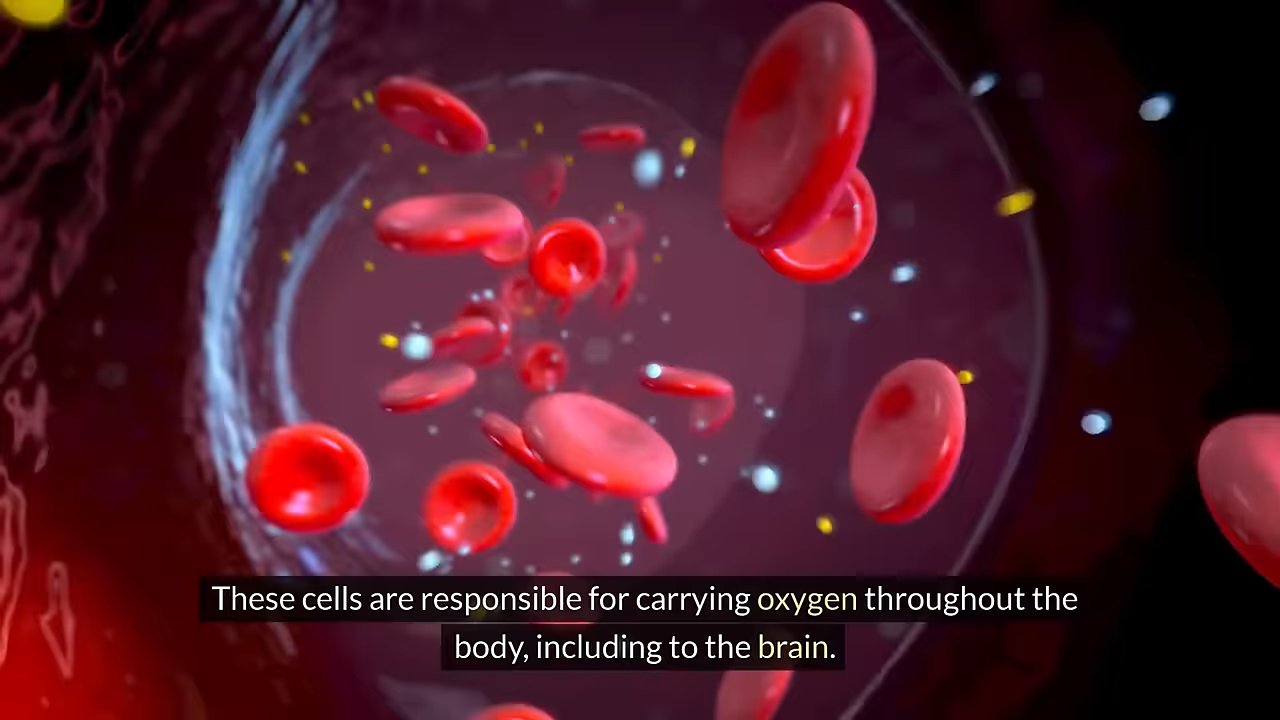 These cells are responsible for carrying oxygen throughout the
body, including to the brain.